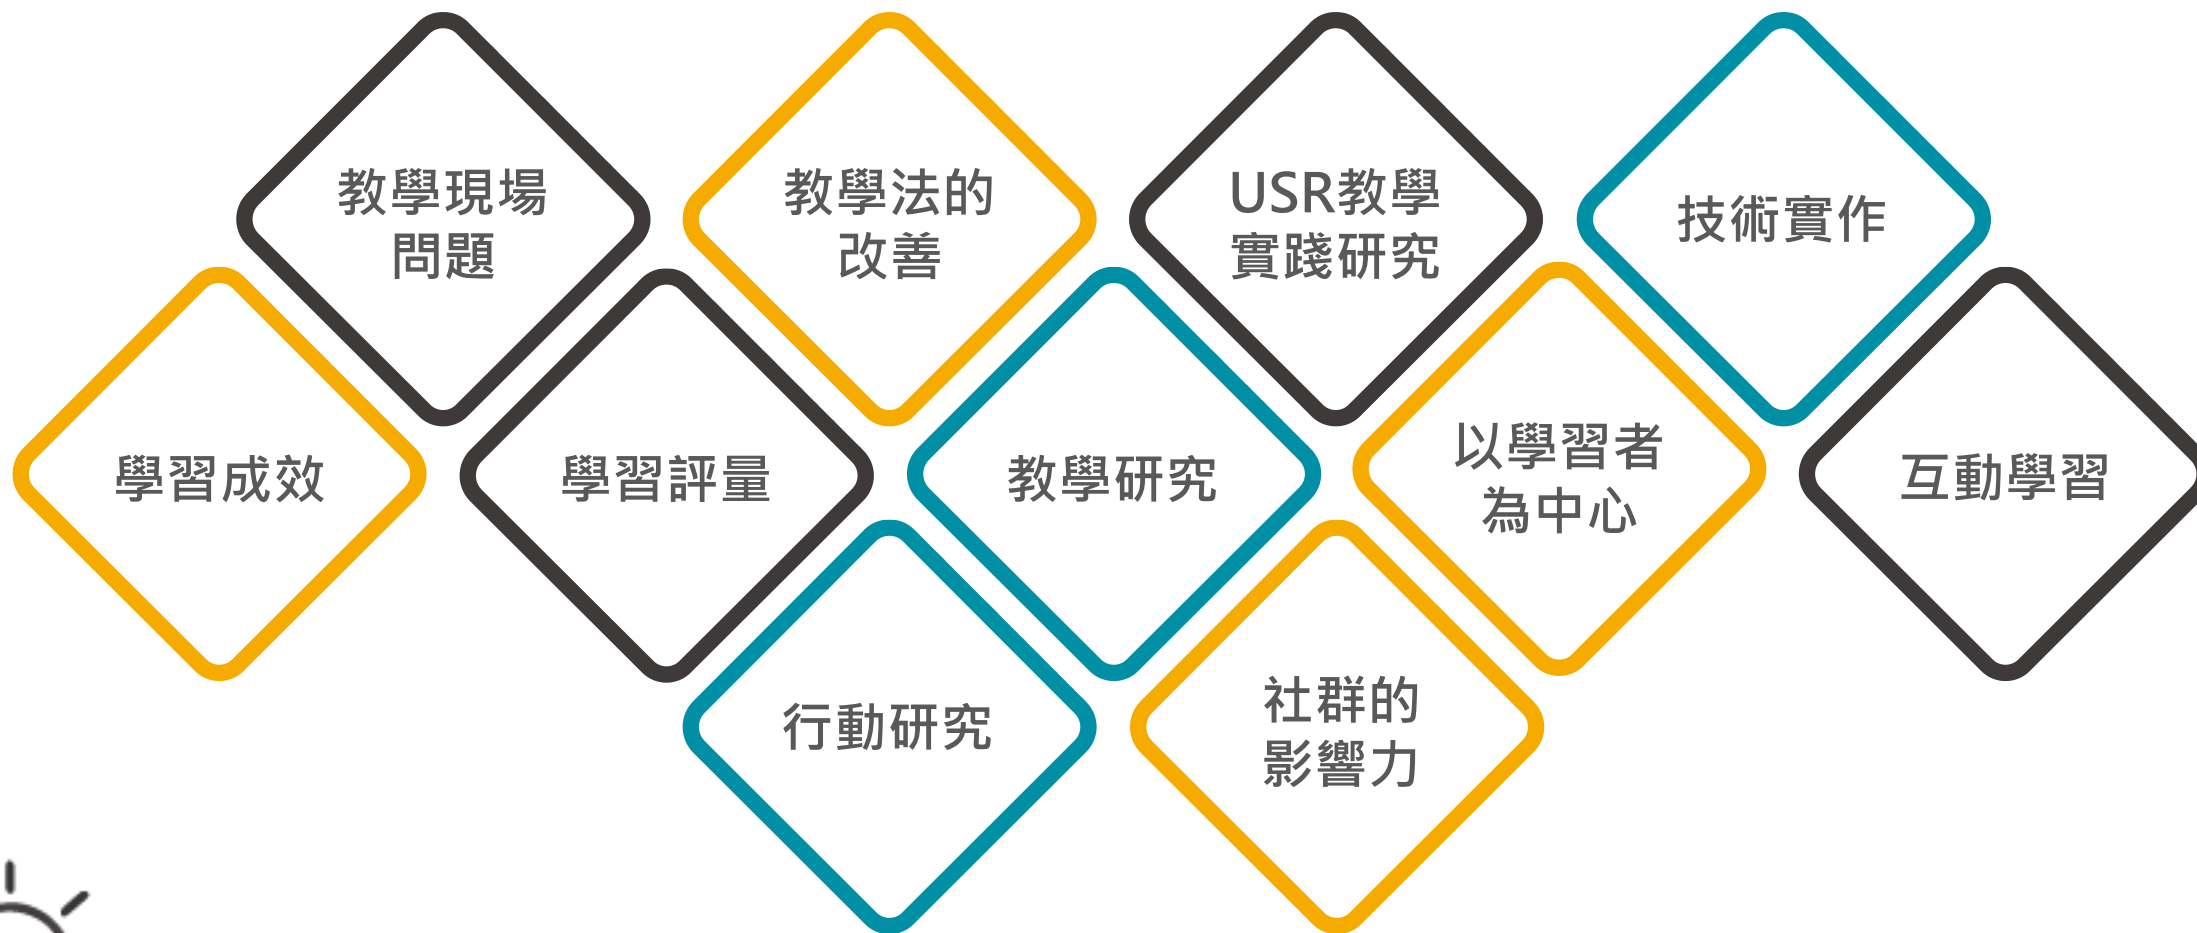 教學現場
問題
教學法的
改善
USR教學
實踐研究
技術實作
學習成效
學習評量
教學研究
以學習者
為中心
互動學習
行動研究
社群的
影響力